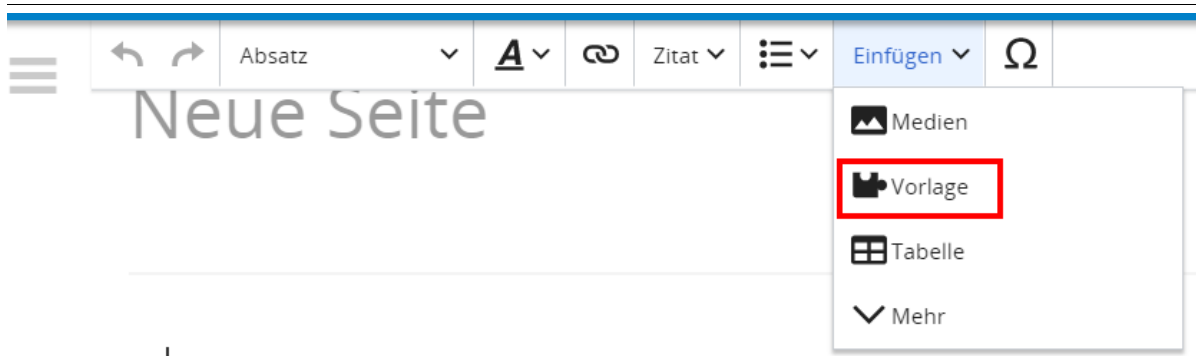 Absatz A Zitat Einfügen Ω
Neue Seite
Medien
Vorlage
Tabelle
Mehr